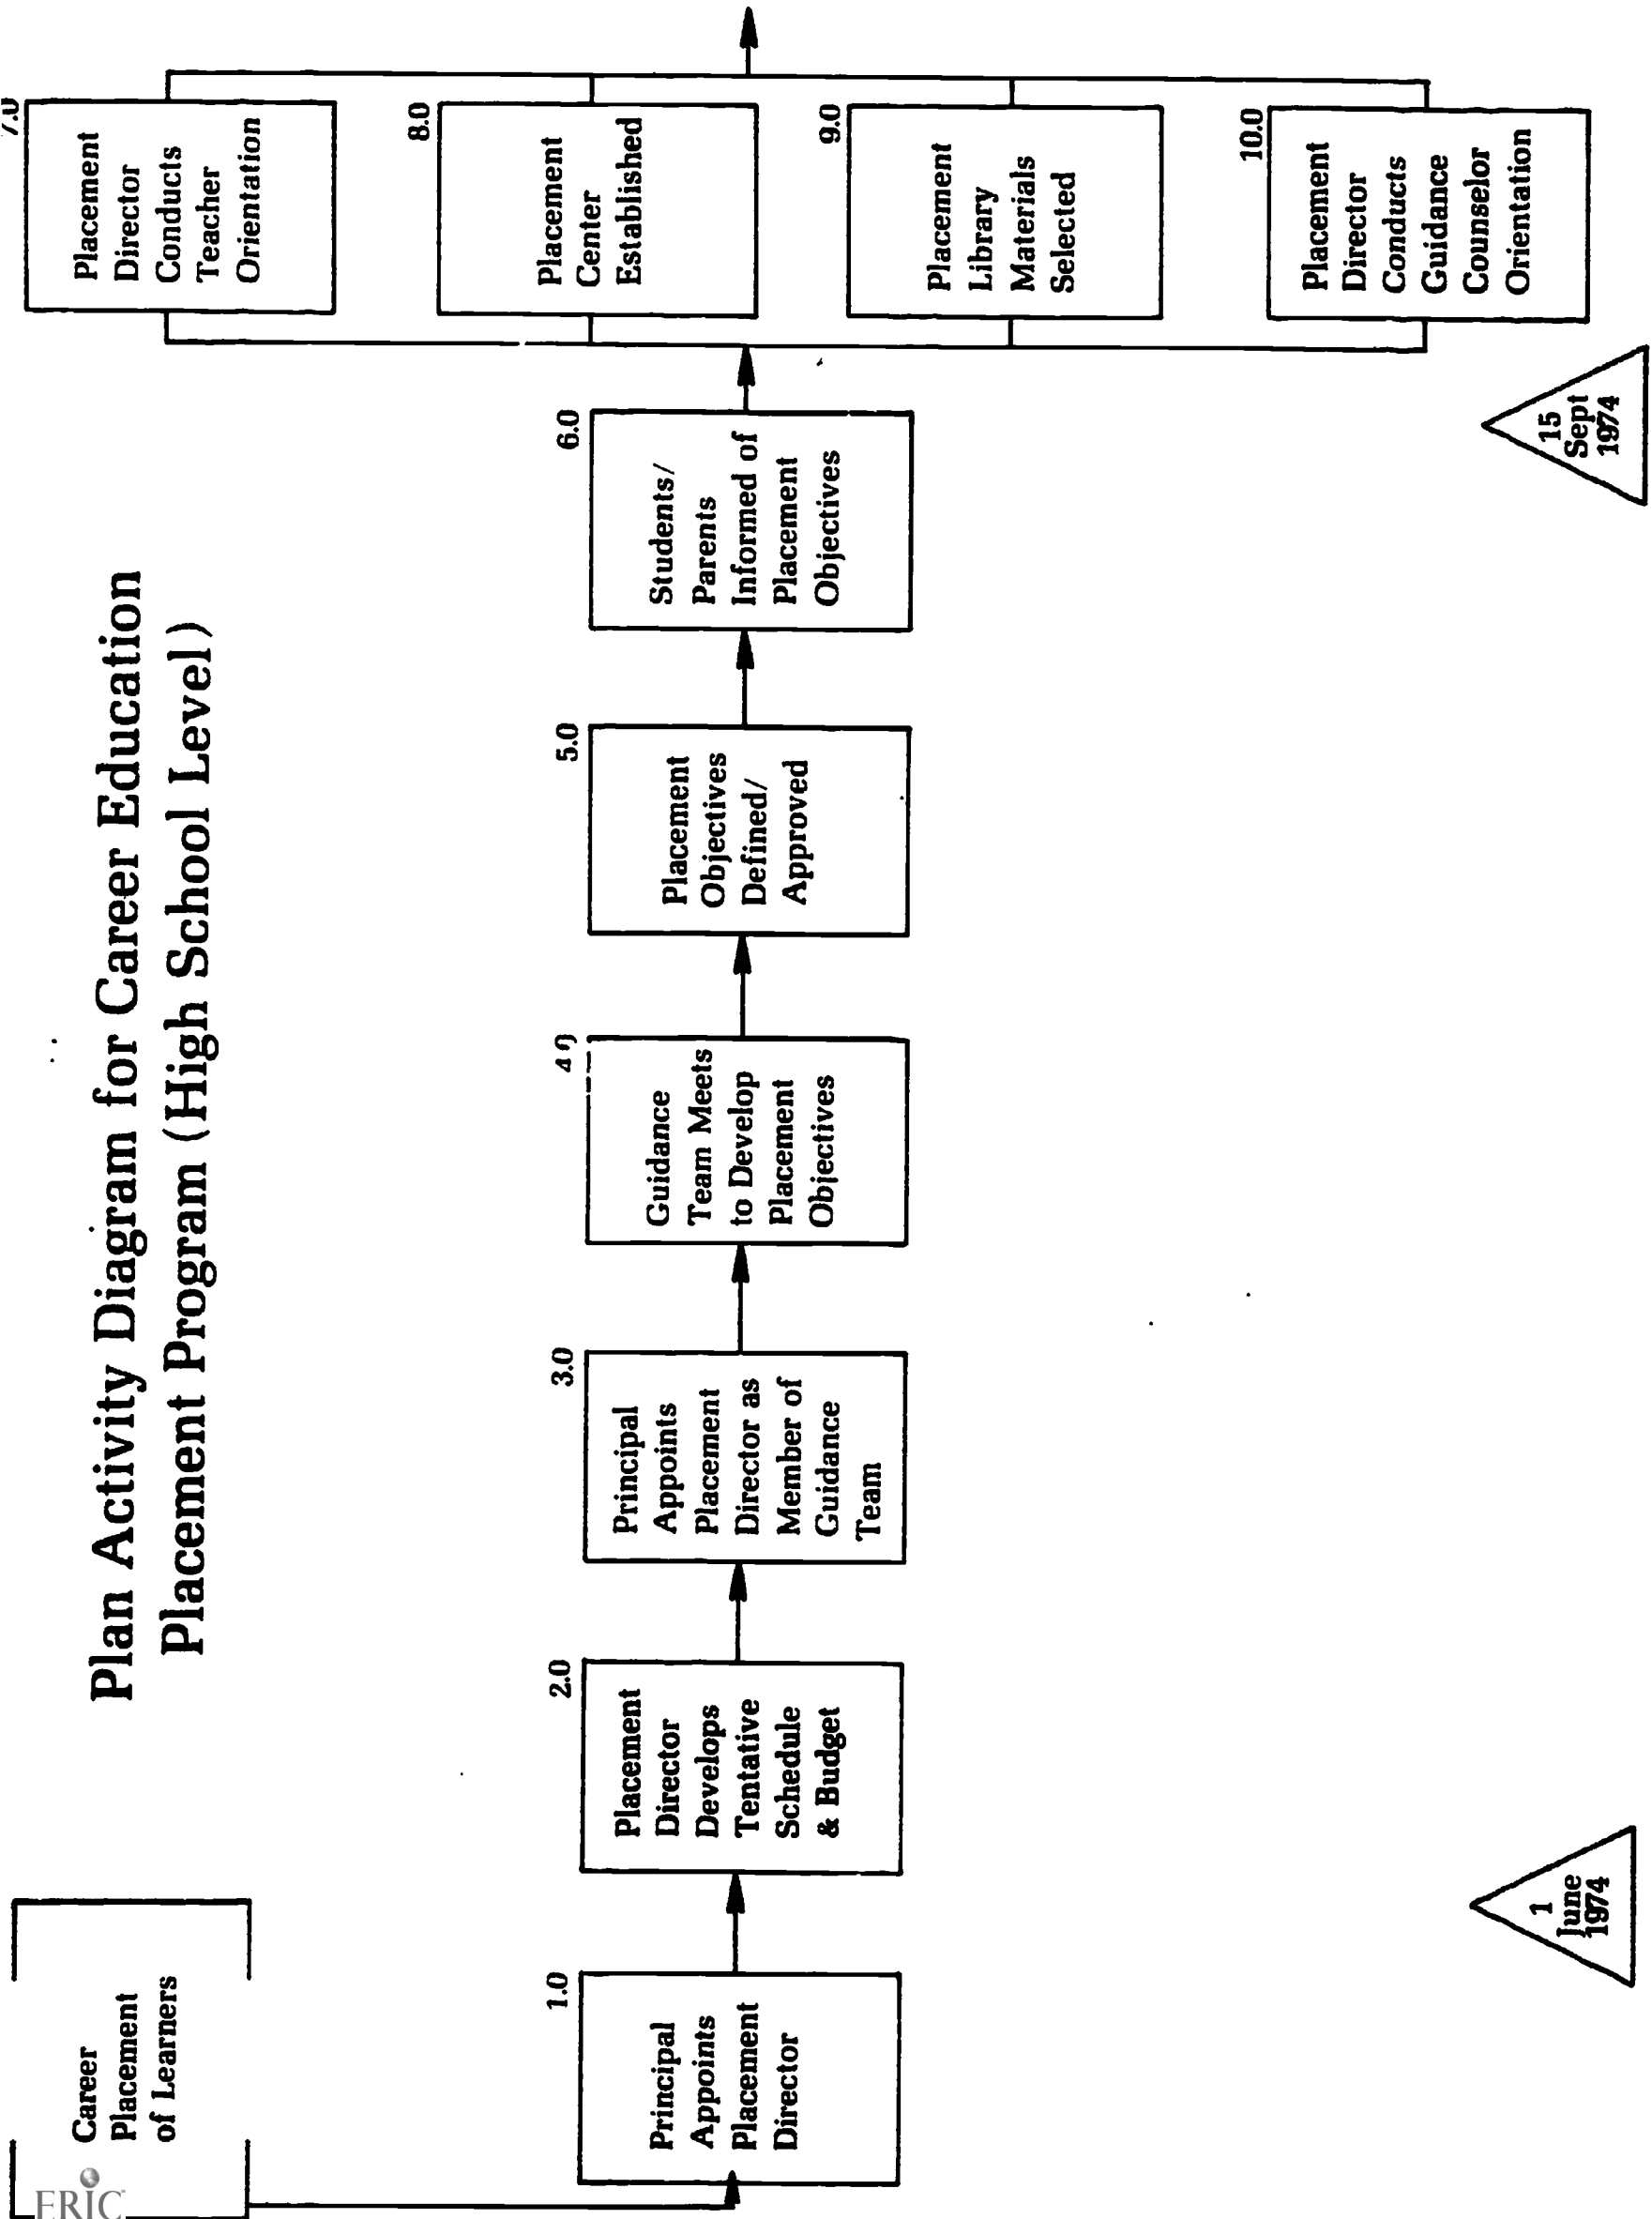 Plan Activity Diagram for Career Education
Placement Program (High School Level)
Career
Placement
of Learners
1.0
Principal
Appoints
Placement
Director
2.0
Placement
Director
Develops
Tentative
Schedule
& Budget
3.0
Principal
Appoints
Placement
Director as
Member of
Guidance
Team
4.0
Guidance
Team Meets
to Develop
Placement
Objectives
5.0
Placement
Objectives
Defined/
Approved
6.0
Students/
Parents
Informed of
Placement
Objectives
7.0
Placement
Director
Conducts
Teacher
Orientation
8.0
Placement
Center
Established
9.0
Placement
Library
Materials
Selected
10.0
Placement
Director
Conducts
Guidance
Counselor
Orientation
1
June
1974
15
Sept
1974
ERIC